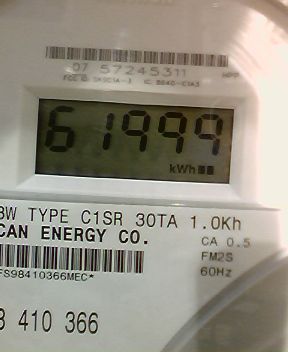 07 57245311
61999
kWh
3W TYPE C1SR 30TA 1.0Kh
CAN ENERGY CO.
CA 0.5
FM2S
60Hz
FS98410366MEC*
410 366